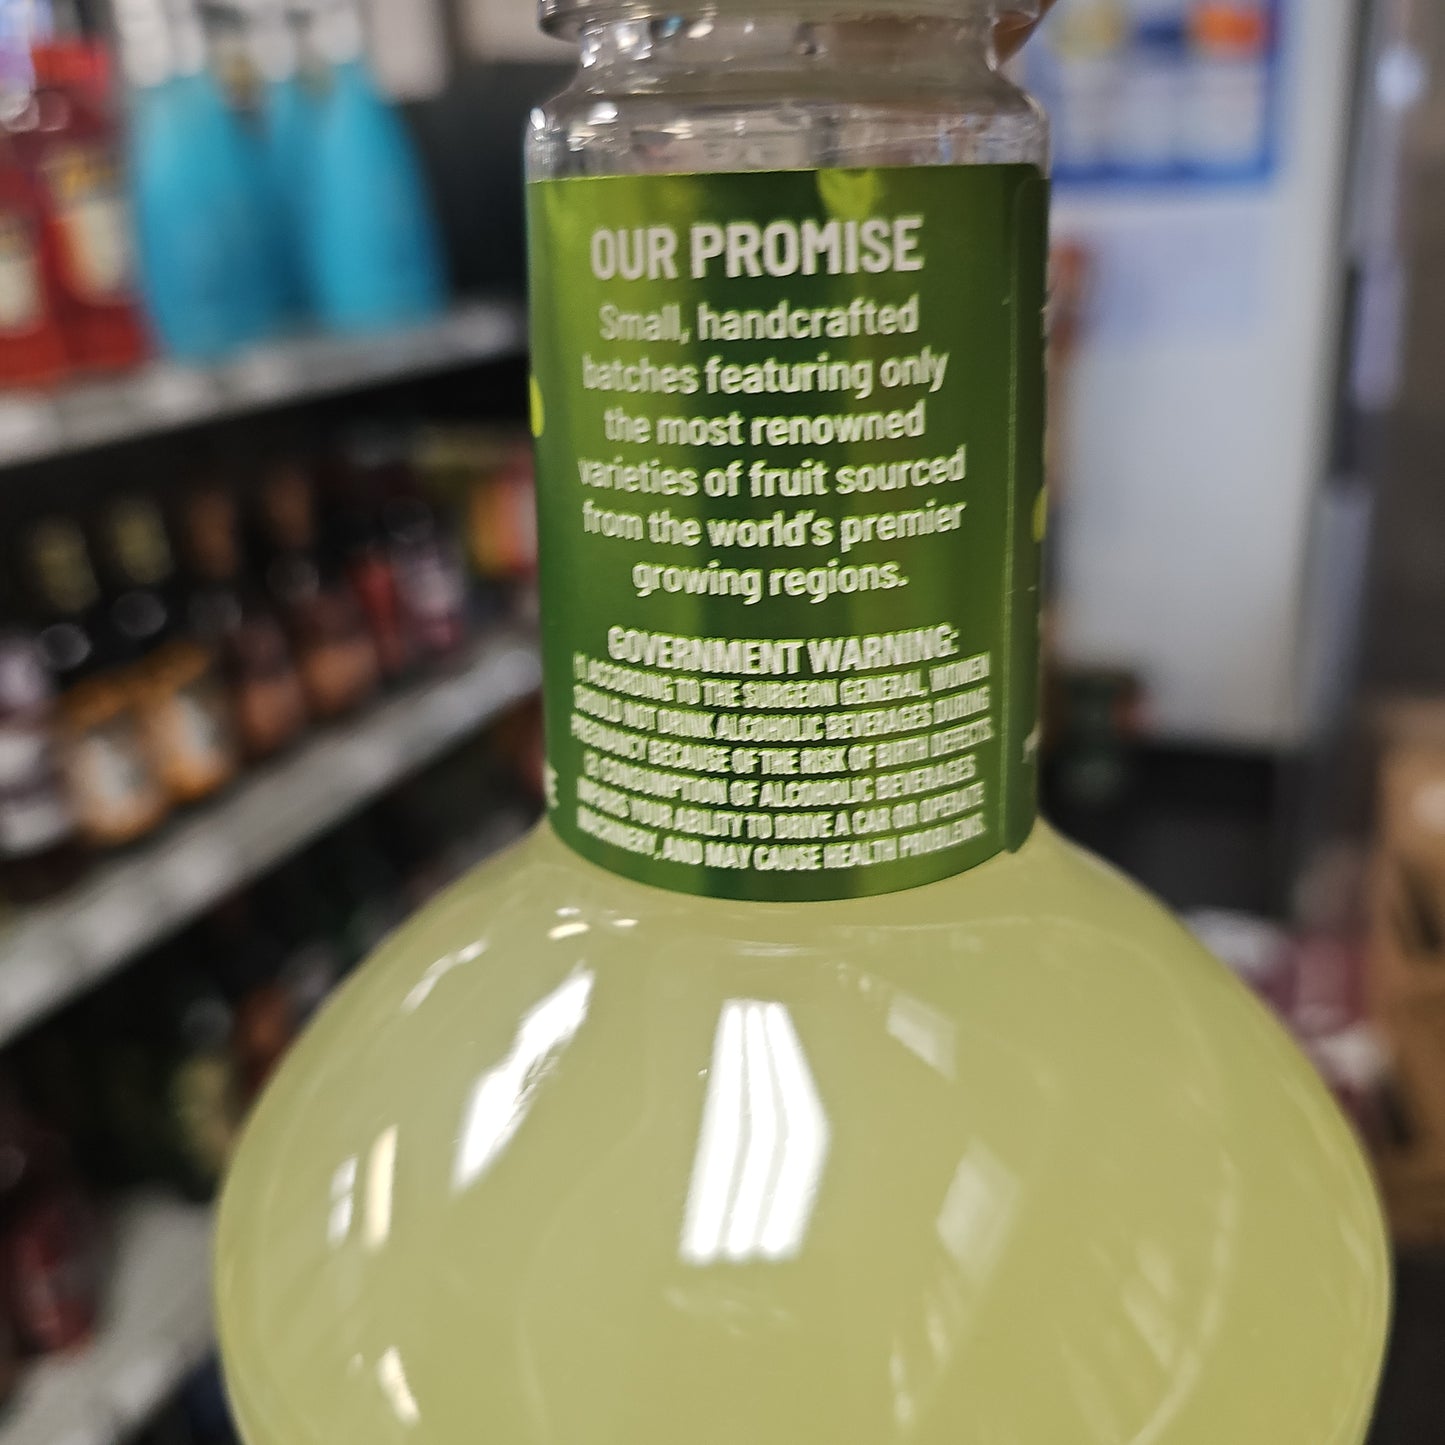 OUR PROMISE
Small, handcrafted
batches featuring only
the most renowned
varieties of fruit sourced
from the world's premier
growing regions.
GOVERNMENT WARNING:
1) ACCORDING TO THE SURGEON GENERAL, WOMEN
SHOULD NOT DRINK ALCOHOLIC BEVERAGES DURING
PREGNANCY BECAUSE OF THE RISK OF BIRTH DEFECTS.
2) CONSUMPTION OF ALCOHOLIC BEVERAGES
IMPAIRS YOUR ABILITY TO DRIVE A CAR OR OPERATE
MACHINERY, AND MAY CAUSE HEALTH PROBLEMS.